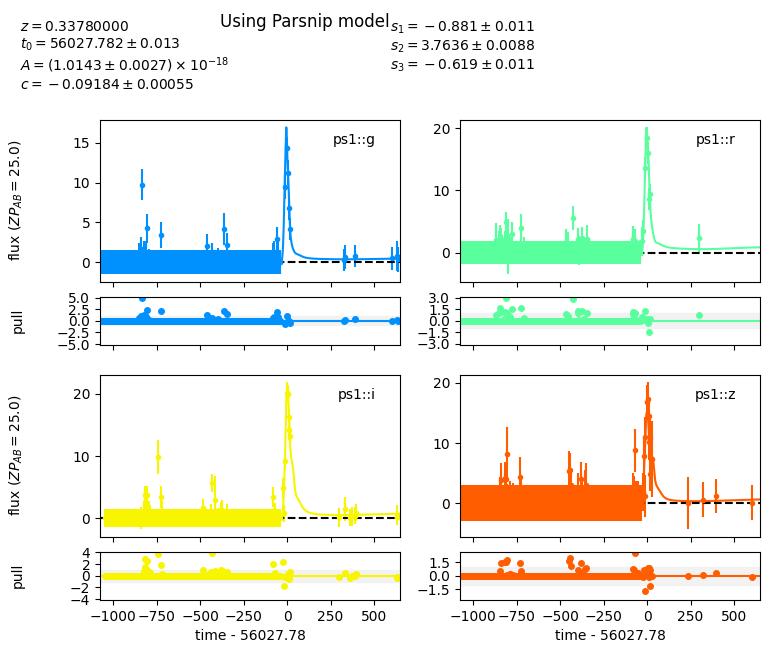 Using Parsnip model
z = 0.33780000
t₀ = 56027.782 ± 0.013
A = (1.0143 ± 0.0027) × 10⁻¹⁸
c = −0.09184 ± 0.00055
s₁ = −0.881 ± 0.011
s₂ = 3.7636 ± 0.0088
s₃ = −0.619 ± 0.011
flux (ZP_AB = 25.0)
15
10
5
0
ps1::g
20
10
0
ps1::r
pull
5.0
2.5
0.0
−2.5
−5.0
3.0
1.5
0.0
−1.5
−3.0
flux (ZP_AB = 25.0)
20
10
0
ps1::i
20
10
0
ps1::z
pull
4
2
0
−2
−4
1.5
0.0
−1.5
−1000 −750 −500 −250 0 250 500
−1000 −750 −500 −250 0 250 500
time - 56027.78
time - 56027.78